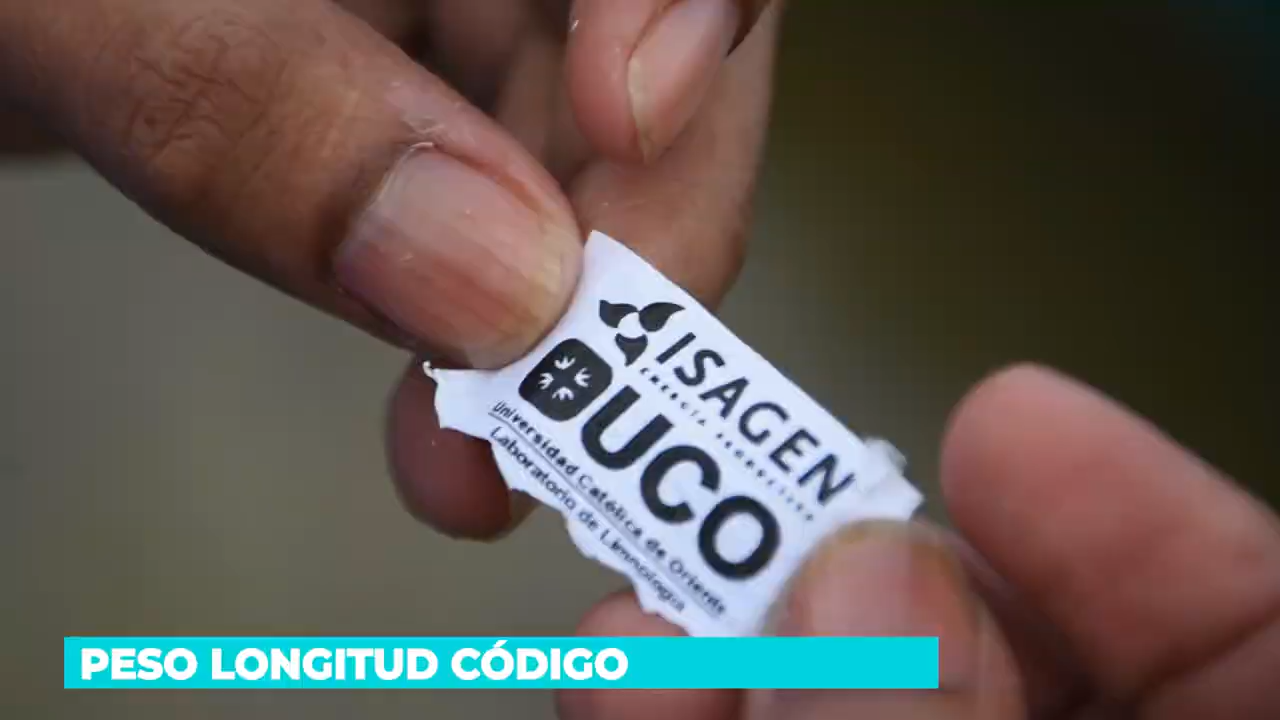 ISAGEN
ENERGÍA PRODUCTIVA
UCO
Universidad Católica de Oriente
Laboratorio de Limnología
PESO LONGITUD CÓDIGO